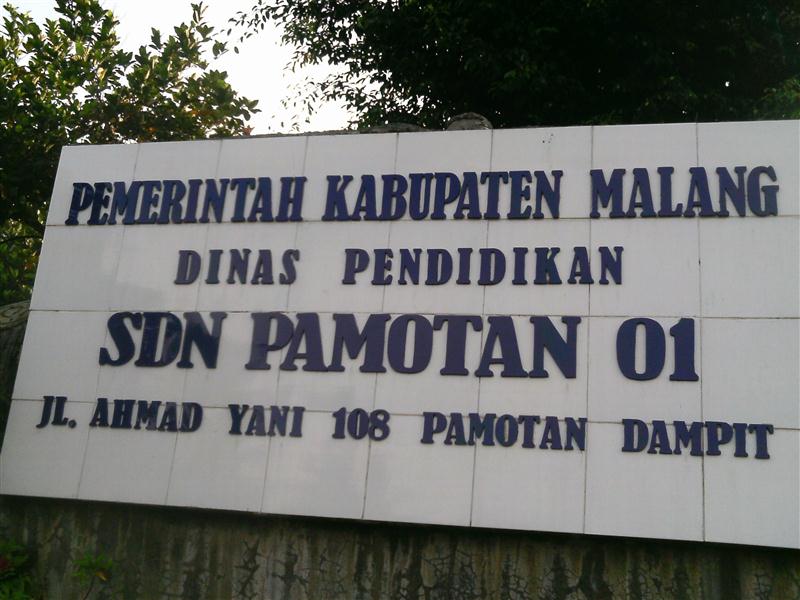 PEMERINTAH KABUPATEN MALANG
DINAS PENDIDIKAN
SDN PAMOTAN 01
JL. AHMAD YANI 108 PAMOTAN DAMPIT